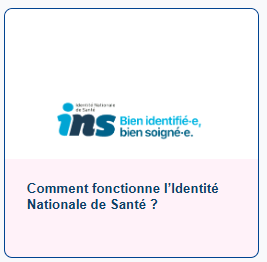 Identité Nationale
de Santé
ins
Bien identifié·e,
bien soigné·e.
Comment fonctionne l'Identité
Nationale de Santé ?